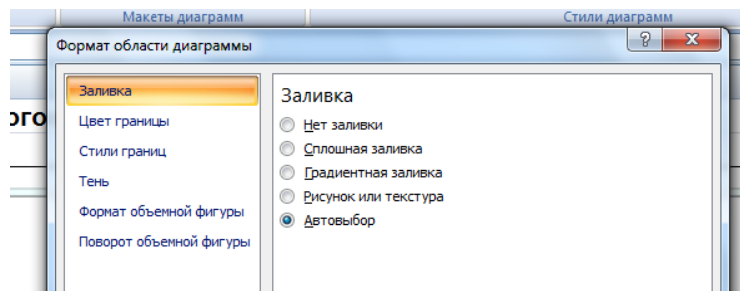 Макеты диаграмм
Стили диаграмм
Формат области диаграммы
ого
Заливка
Цвет границы
Стили границ
Тень
Формат объемной фигуры
Поворот объемной фигуры
Заливка
Нет заливки
Сплошная заливка
Градиентная заливка
Рисунок или текстура
Автовыбор